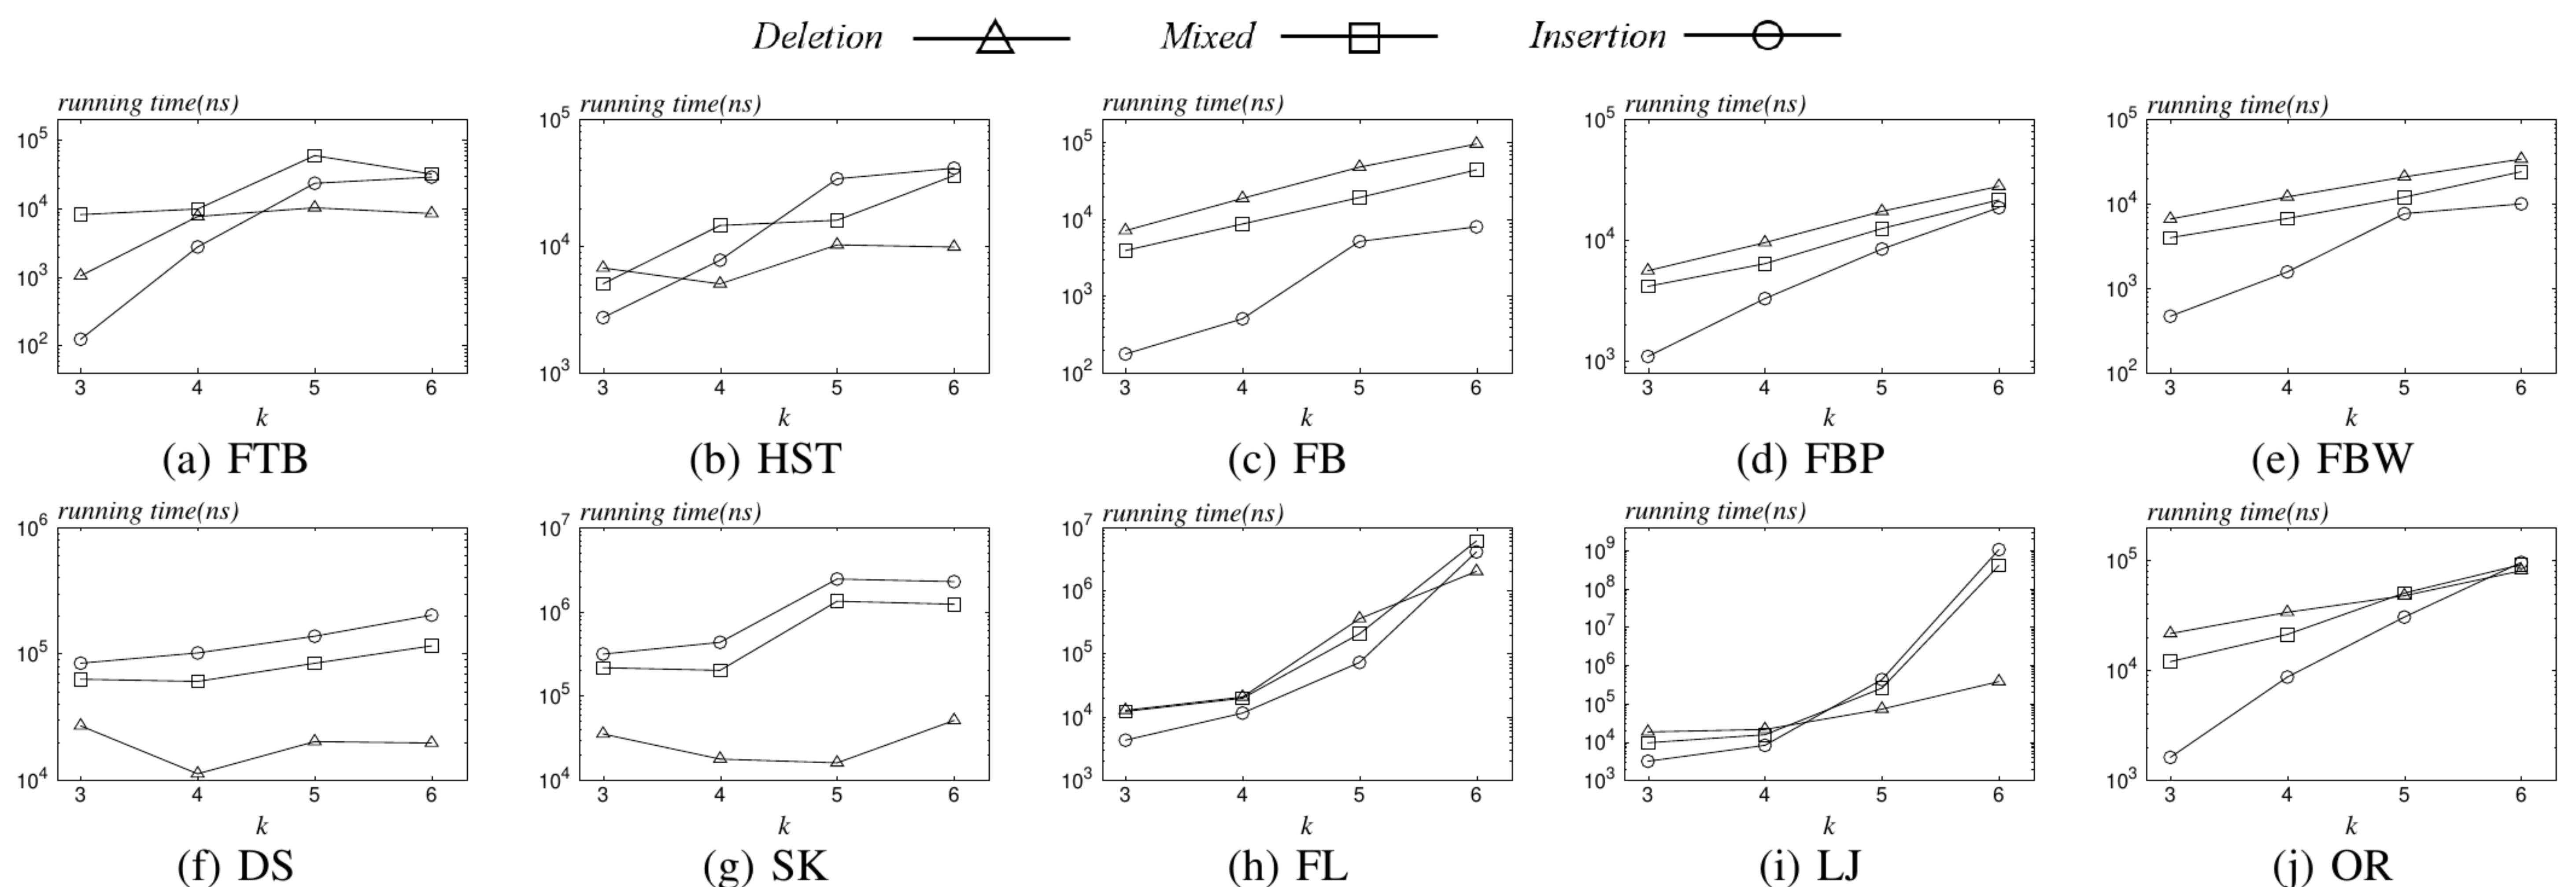 Deletion Mixed Insertion
running time(ns) running time(ns) running time(ns) running time(ns) running time(ns)
10^5 10^5 10^5 10^5 10^5
10^4 10^4 10^4 10^4 10^4
10^3 10^3 10^3 10^3 10^3
10^2 10^2 10^2
3 4 5 6 3 4 5 6 3 4 5 6 3 4 5 6 3 4 5 6
k k k k k
(a) FTB (b) HST (c) FB (d) FBP (e) FBW
running time(ns) running time(ns) running time(ns) running time(ns) running time(ns)
10^6 10^7 10^7 10^9 10^5
10^5 10^6 10^6 10^8 10^4
10^4 10^5 10^5 10^7 10^3
10^4 10^4 10^6
10^3 10^5
10^4
10^3
3 4 5 6 3 4 5 6 3 4 5 6 3 4 5 6 3 4 5 6
k k k k k
(f) DS (g) SK (h) FL (i) LJ (j) OR